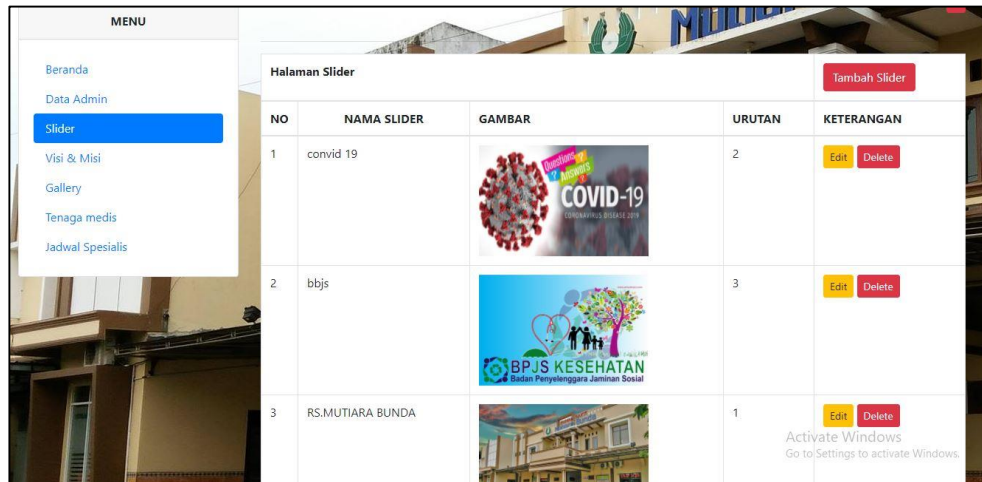 MENU
Beranda
Data Admin
Slider
Visi & Misi
Gallery
Tenaga medis
Jadwal Spesialis
Halaman Slider
Tambah Slider
NO NAMA SLIDER GAMBAR URUTAN KETERANGAN
1 convid 19 2 Edit Delete
Questions
?
? Answers
COVID-19
CORONAVIRUS DISEASE 2019
2 bbjs 3 Edit Delete
BPJS KESEHATAN
Badan Penyelenggara Jaminan Sosial
3 RS.MUTIARA BUNDA 1 Edit Delete
Activate Windows
Go to Settings to activate Windows.